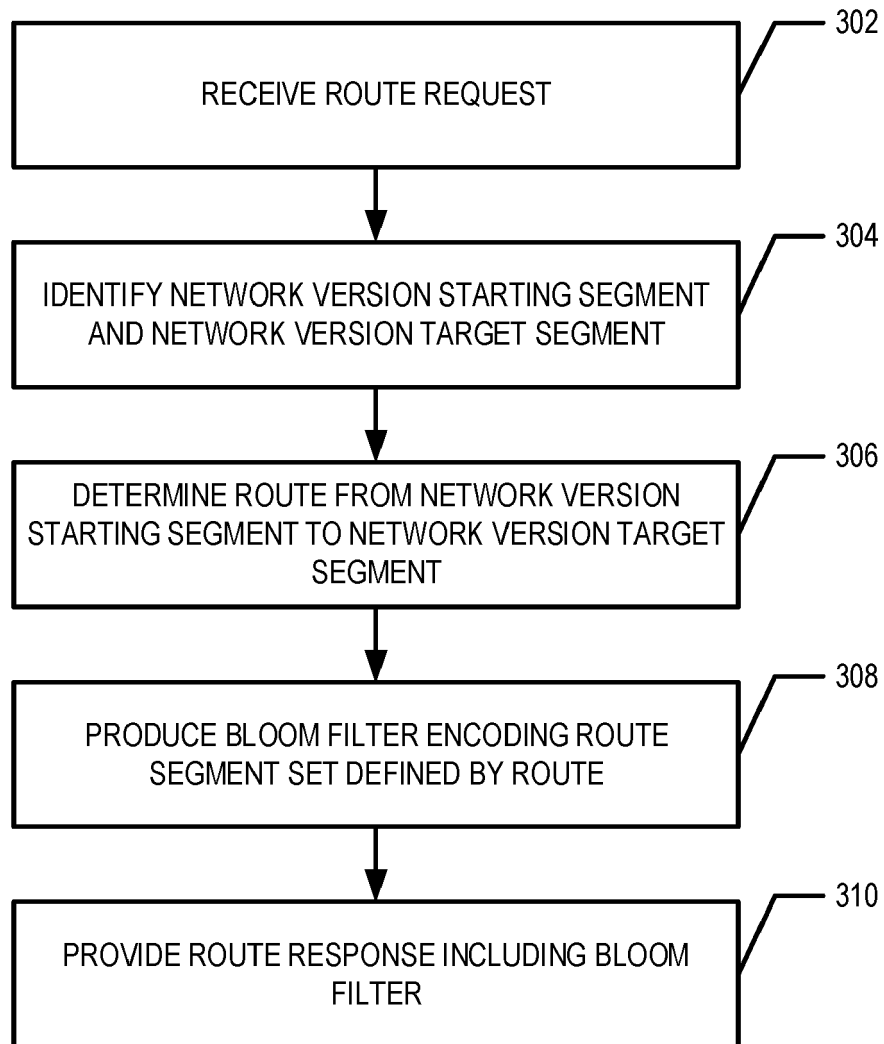 302
RECEIVE ROUTE REQUEST
304
IDENTIFY NETWORK VERSION STARTING SEGMENT
AND NETWORK VERSION TARGET SEGMENT
306
DETERMINE ROUTE FROM NETWORK VERSION
STARTING SEGMENT TO NETWORK VERSION TARGET
SEGMENT
308
PRODUCE BLOOM FILTER ENCODING ROUTE
SEGMENT SET DEFINED BY ROUTE
310
PROVIDE ROUTE RESPONSE INCLUDING BLOOM
FILTER